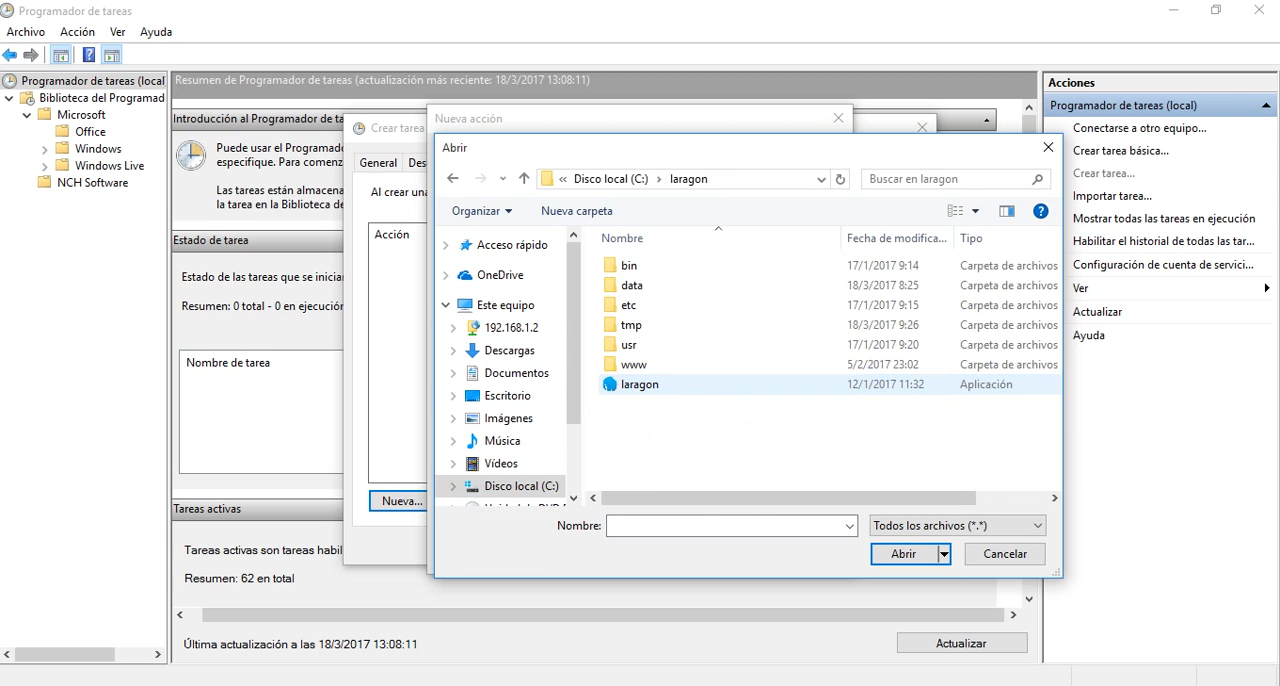 Programador de tareas
Archivo Acción Ver Ayuda
Programador de tareas (local
Biblioteca del Programad
Microsoft
Office
Windows
Windows Live
NCH Software
Resumen de Programador de tareas (actualización más reciente: 18/3/2017 13:08:11)
Introducción al Programador de ta
Puede usar el Programado
especifique. Para comenz
Las tareas están almacena
la tarea en la Biblioteca de
Estado de tarea
Estado de las tareas que se inicia
Resumen: 0 total - 0 en ejecución
Nombre de tarea
Tareas activas
Tareas activas son tareas habil
Resumen: 62 en total
Última actualización a las 18/3/2017 13:08:11
Actualizar
Crear tarea
General Des
Al crear una
Acción
Nueva...
Nueva acción
Abrir
« Disco local (C:) › laragon
Buscar en laragon
Organizar Nueva carpeta
Acceso rápido
OneDrive
Este equipo
192.168.1.2
Descargas
Documentos
Escritorio
Imágenes
Música
Vídeos
Disco local (C:)
Nombre Fecha de modifica... Tipo
bin 17/1/2017 9:14 Carpeta de archivos
data 18/3/2017 8:25 Carpeta de archivos
etc 17/1/2017 9:15 Carpeta de archivos
tmp 18/3/2017 9:26 Carpeta de archivos
usr 17/1/2017 9:20 Carpeta de archivos
www 5/2/2017 23:02 Carpeta de archivos
laragon 12/1/2017 11:32 Aplicación
Nombre:
Todos los archivos (*.*)
Abrir Cancelar
Acciones
Programador de tareas (local)
Conectarse a otro equipo...
Crear tarea básica...
Crear tarea...
Importar tarea...
Mostrar todas las tareas en ejecución
Habilitar el historial de todas las tar...
Configuración de cuenta de servici...
Ver
Actualizar
Ayuda